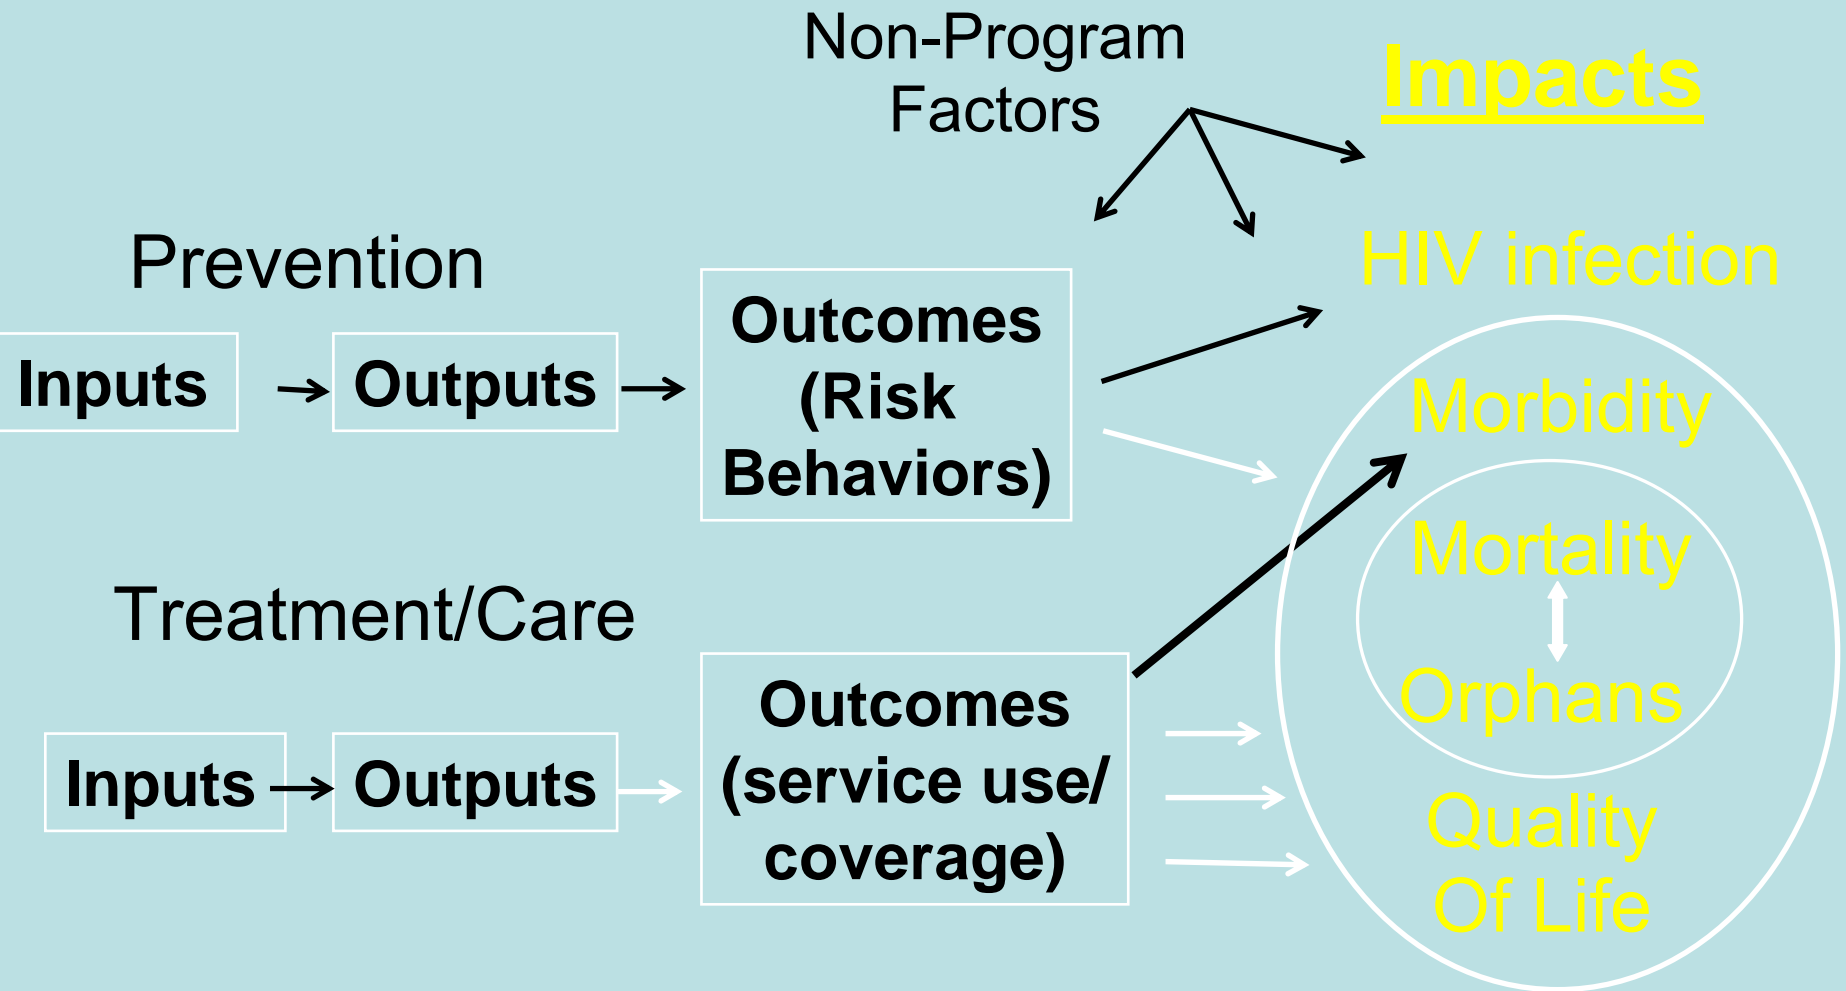 Non-Program
Factors
Impacts
Prevention
HIV infection
Inputs
Outputs
Outcomes
(Risk
Behaviors)
Morbidity
Mortality
Orphans
Quality
Of Life
Treatment/Care
Inputs
Outputs
Outcomes
(service use/
coverage)